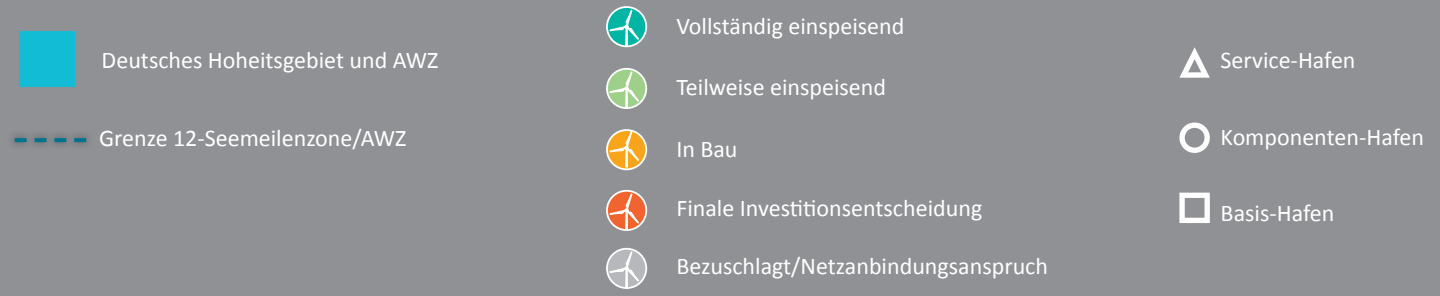 Deutsches Hoheitsgebiet und AWZ
Grenze 12-Seemeilenzone/AWZ
Vollständig einspeisend
Teilweise einspeisend
In Bau
Finale Investitionsentscheidung
Bezuschlagt/Netzanbindungsanspruch
Service-Hafen
Komponenten-Hafen
Basis-Hafen